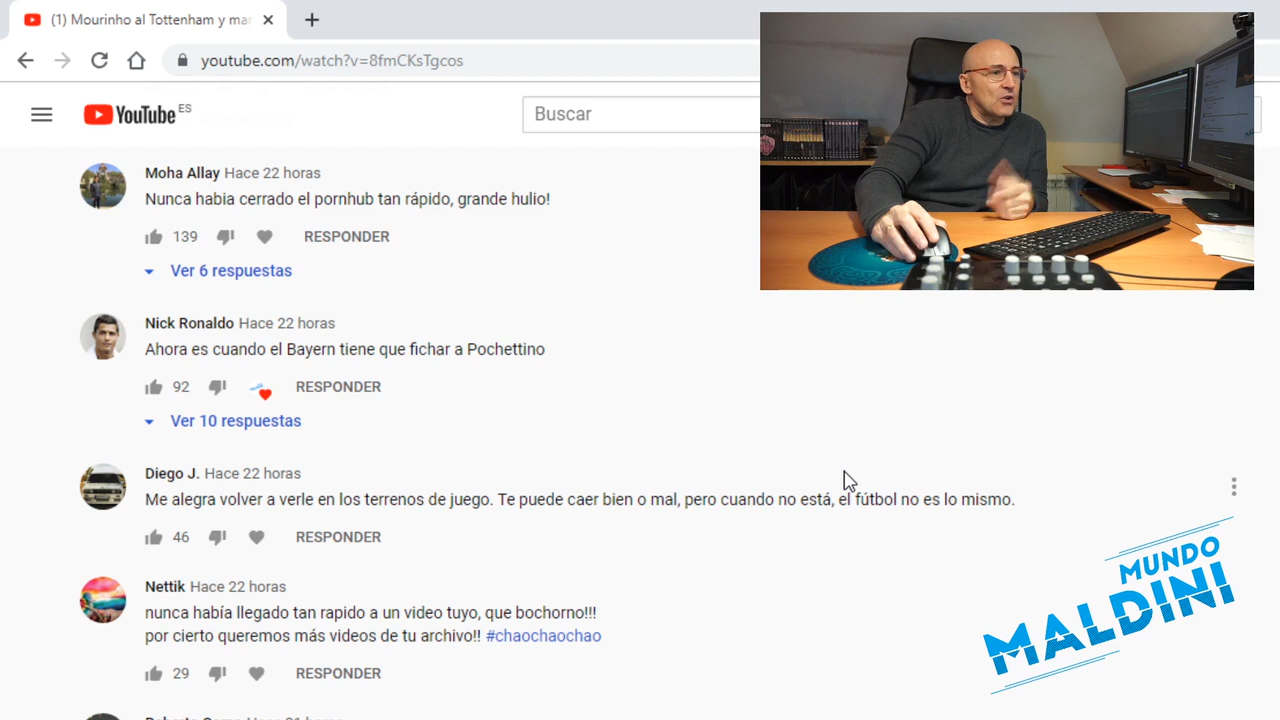 (1) Mourinho al Tottenham y mar
youtube.com/watch?v=8fmCKsTgcos
YouTube ES
Buscar
Moha Allay Hace 22 horas
Nunca habia cerrado el pornhub tan rápido, grande hulio!
139 RESPONDER
Ver 6 respuestas
Nick Ronaldo Hace 22 horas
Ahora es cuando el Bayern tiene que fichar a Pochettino
92 RESPONDER
Ver 10 respuestas
Diego J. Hace 22 horas
Me alegra volver a verle en los terrenos de juego. Te puede caer bien o mal, pero cuando no está, el fútbol no es lo mismo.
46 RESPONDER
Nettik Hace 22 horas
nunca había llegado tan rapido a un video tuyo, que bochorno!!!
por cierto queremos más videos de tu archivo!! #chaochaochao
29 RESPONDER
MUNDO
MALDINI